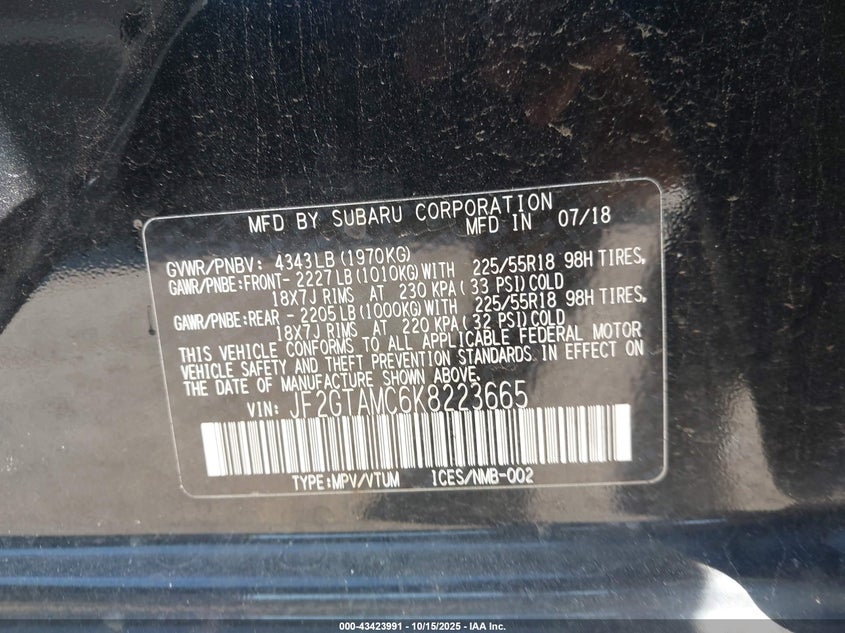 MFD BY SUBARU CORPORATION
MFD IN 07/18
GVWR/PNBV: 4343LB(1970KG)
GAWR/PNBE:FRONT- 2227LB(1010KG)WITH 225/55R18 98H TIRES,
18X7J RIMS AT 230 KPA(33 PSI)COLD
GAWR/PNBE:REAR - 2205LB(1000KG)WITH 225/55R18 98H TIRES,
18X7J RIMS AT 220 KPA(32 PSI)COLD
THIS VEHICLE CONFORMS TO ALL APPLICABLE FEDERAL MOTOR
VEHICLE SAFETY AND THEFT PREVENTION STANDARDS IN EFFECT ON
THE DATE OF MANUFACTURE SHOWN ABOVE.
VIN: JF2GTAMC6K8223665
TYPE:MPV/VTUM ICES/NMB-002
000-43423991 - 10/15/2025 - IAA Inc.